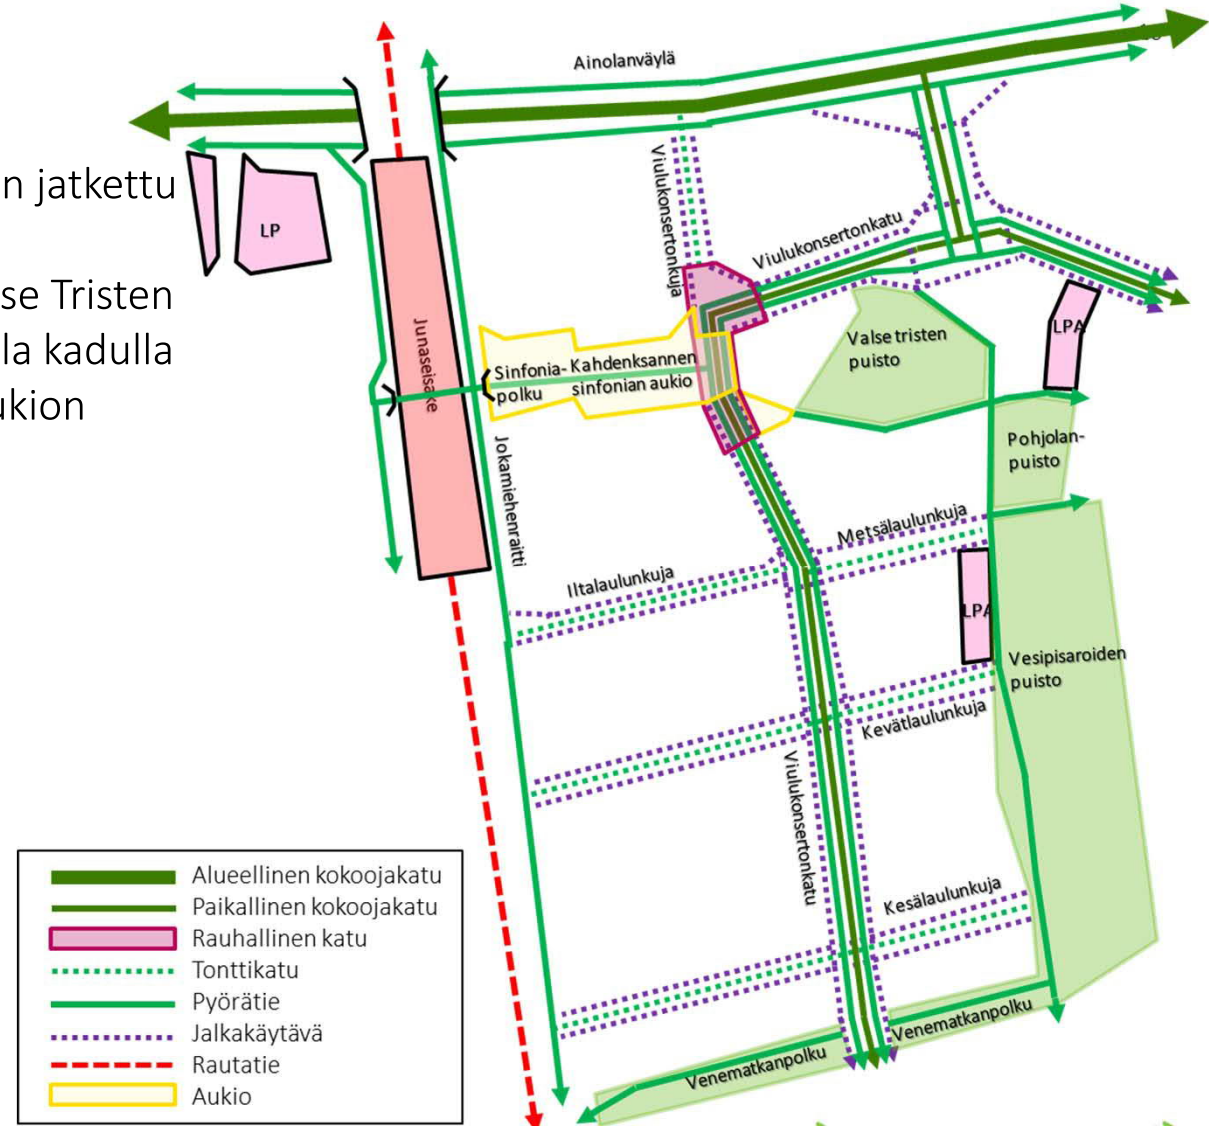 Ainolanväylä
n jatkettu
se Tristen
la kadulla
ukion
LP
Viulukonsertonkuja
Viulukonsertonkatu
LPA
Junaseisake
Valse tristen
puisto
Sinfonia-
polku
Kahdenksannen
sinfonian aukio
Jokamiehenraitti
Pohjolan-
puisto
Metsälaulunkuja
Iltalaulunkuja
LPA
Vesipisaroiden
puisto
Kevätlaulunkuja
Viulukonsertonkatu
Kesälaulunkuja
Venematkanpolku
Venematkanpolku
Alueellinen kokoojakatu
Paikallinen kokoojakatu
Rauhallinen katu
Tonttikatu
Pyörätie
Jalkakäytävä
Rautatie
Aukio